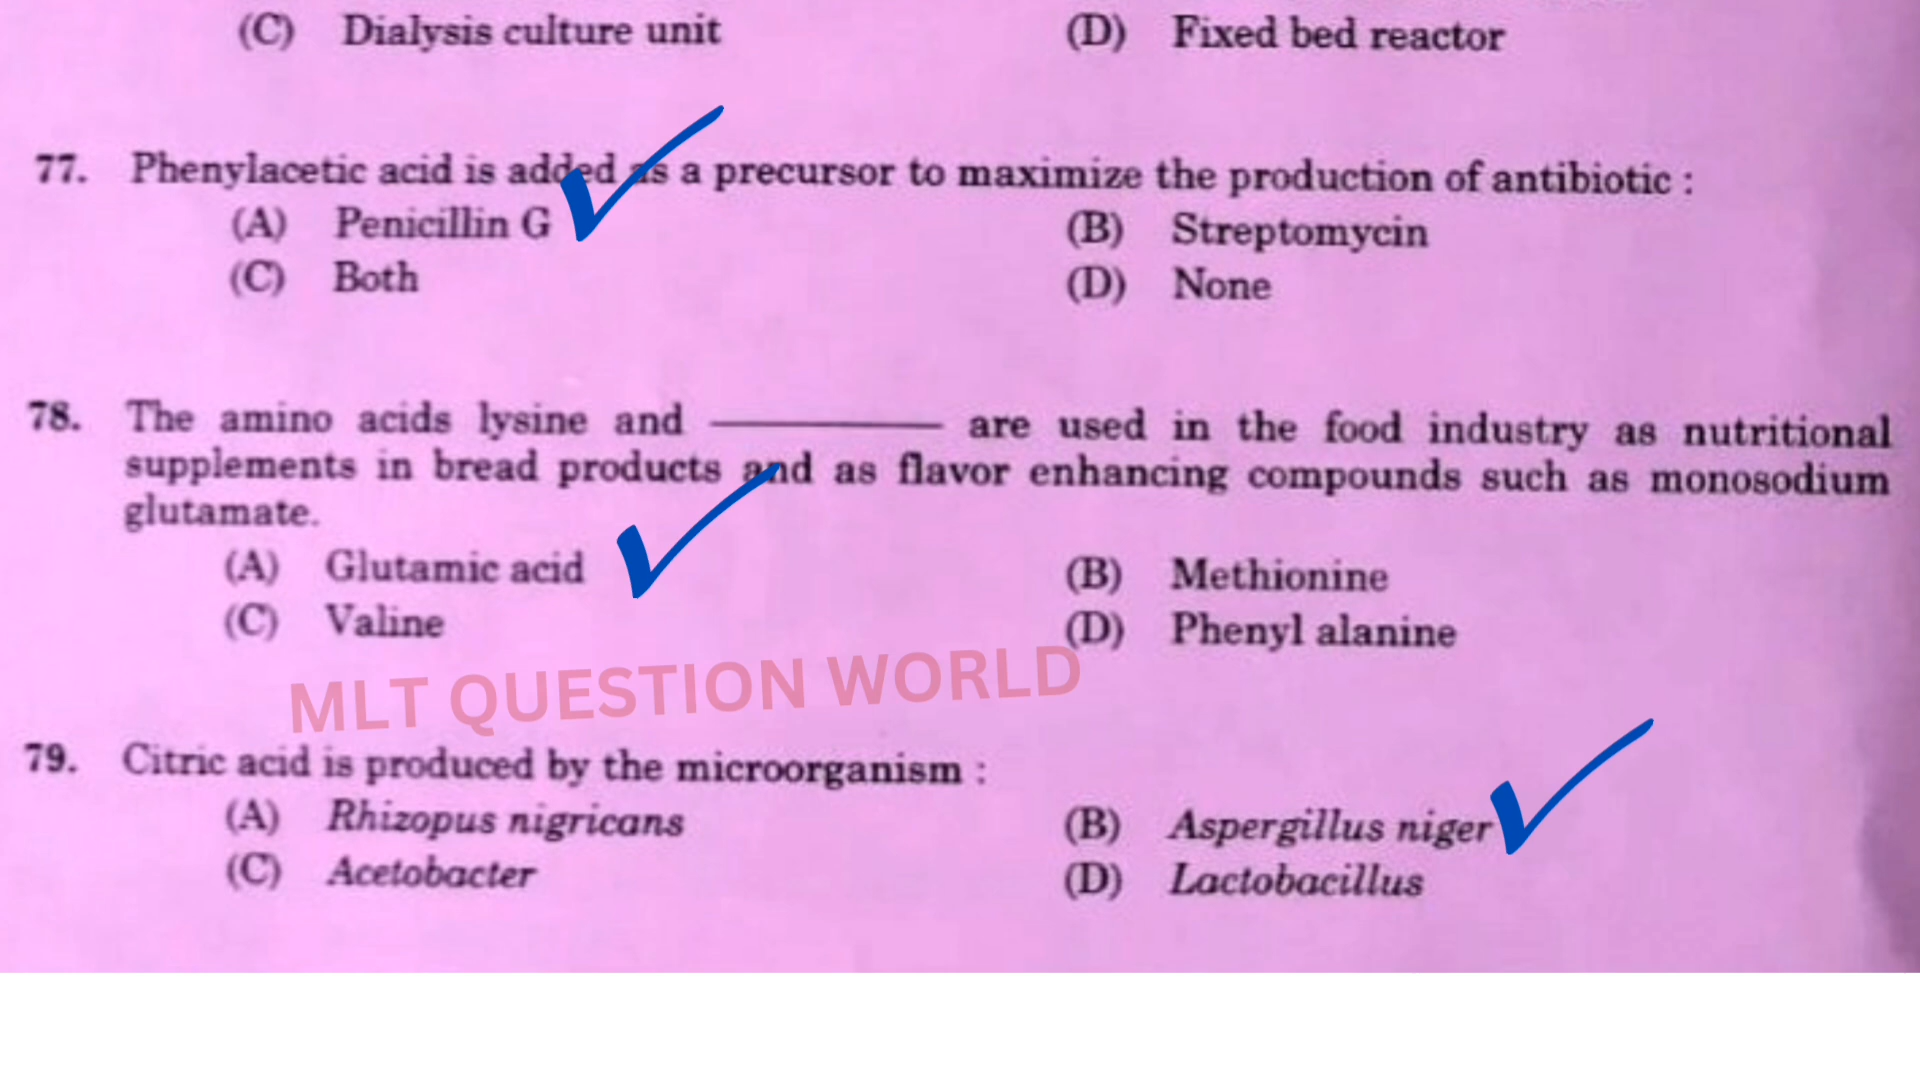 (C) Dialysis culture unit (D) Fixed bed reactor
77. Phenylacetic acid is added as a precursor to maximize the production of antibiotic :
(A) Penicillin G (B) Streptomycin
(C) Both (D) None
78. The amino acids lysine and ________ are used in the food industry as nutritional
supplements in bread products and as flavor enhancing compounds such as monosodium
glutamate.
(A) Glutamic acid (B) Methionine
(C) Valine (D) Phenyl alanine
MLT QUESTION WORLD
79. Citric acid is produced by the microorganism :
(A) Rhizopus nigricans (B) Aspergillus niger
(C) Acetobacter (D) Lactobacillus